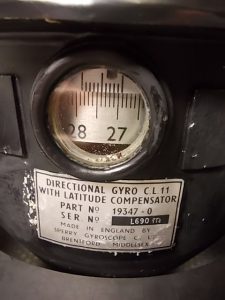 28 27
DIRECTIONAL GYRO C.L 11
WITH LATITUDE COMPENSATOR
PART Nº 19347-0
SER Nº L690 m
MADE IN ENGLAND BY
SPERRY GYROSCOPE C. L
BRENTFORD MIDDLESEX